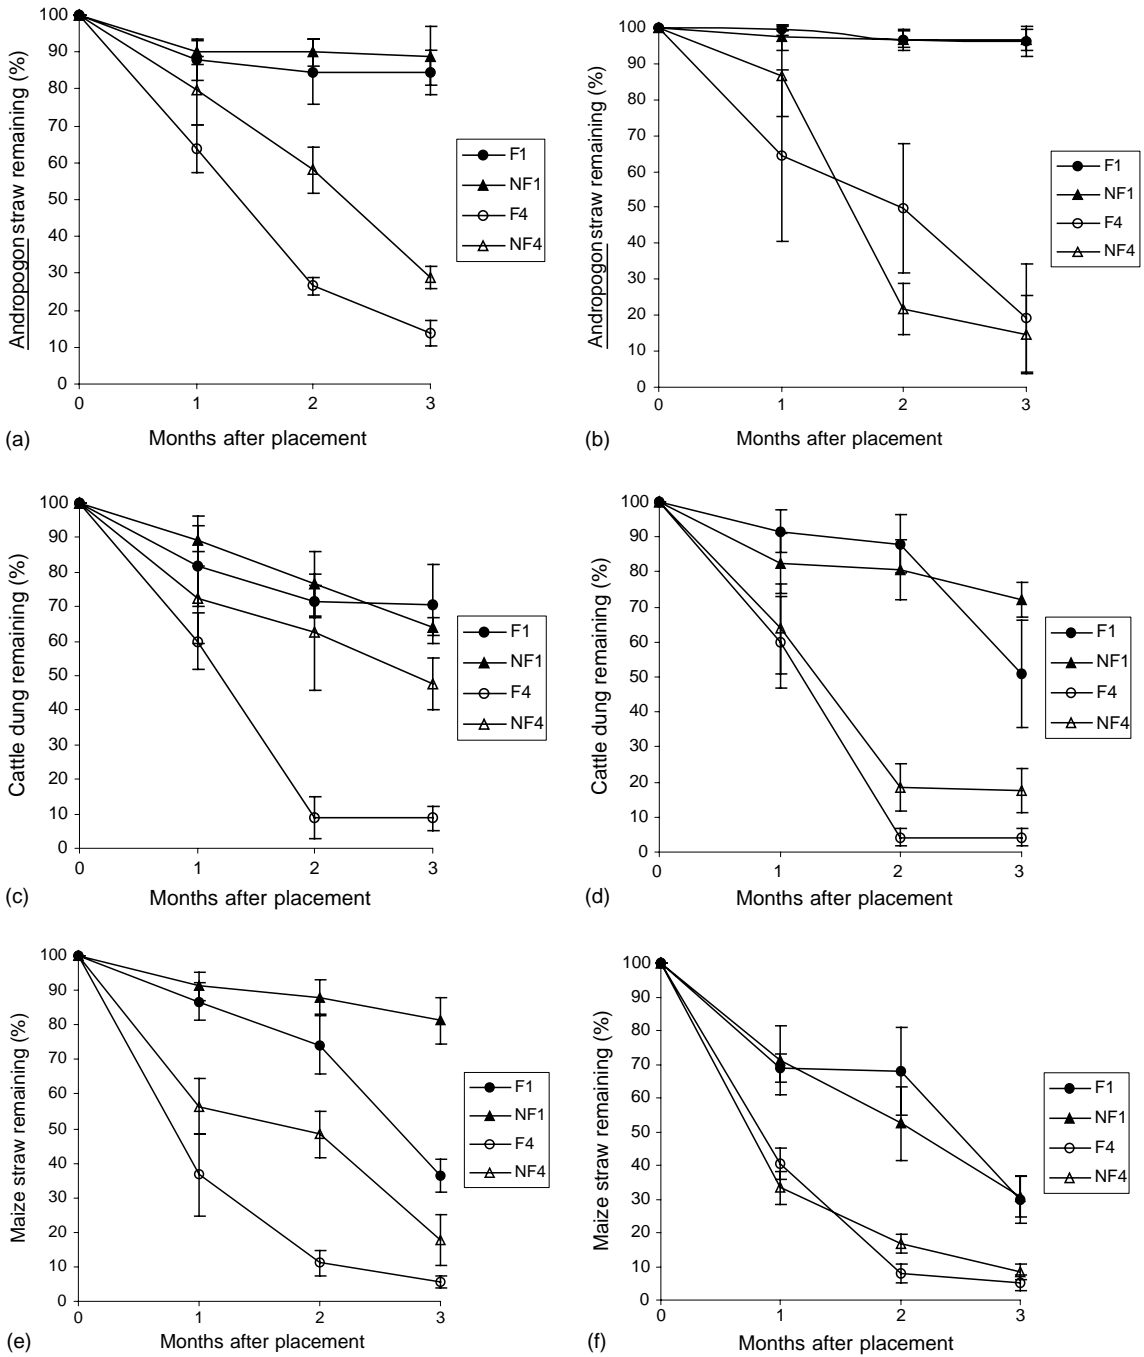 Andropogon straw remaining (%)
100
90
80
70
60
50
40
30
20
10
0
0 1 2 3
(a) Months after placement
F1
NF1
F4
NF4
Andropogon straw remaining (%)
100
90
80
70
60
50
40
30
20
10
0
0 1 2 3
(b) Months after placement
F1
NF1
F4
NF4
Cattle dung remaining (%)
100
90
80
70
60
50
40
30
20
10
0
0 1 2 3
(c) Months after placement
F1
NF1
F4
NF4
Cattle dung remaining (%)
100
90
80
70
60
50
40
30
20
10
0
0 1 2 3
(d) Months after placement
F1
NF1
F4
NF4
Maize straw remaining (%)
100
90
80
70
60
50
40
30
20
10
0
0 1 2 3
(e) Months after placement
F1
NF1
F4
NF4
Maize straw remaining (%)
100
90
80
70
60
50
40
30
20
10
0
0 1 2 3
(f) Months after placement
F1
NF1
F4
NF4